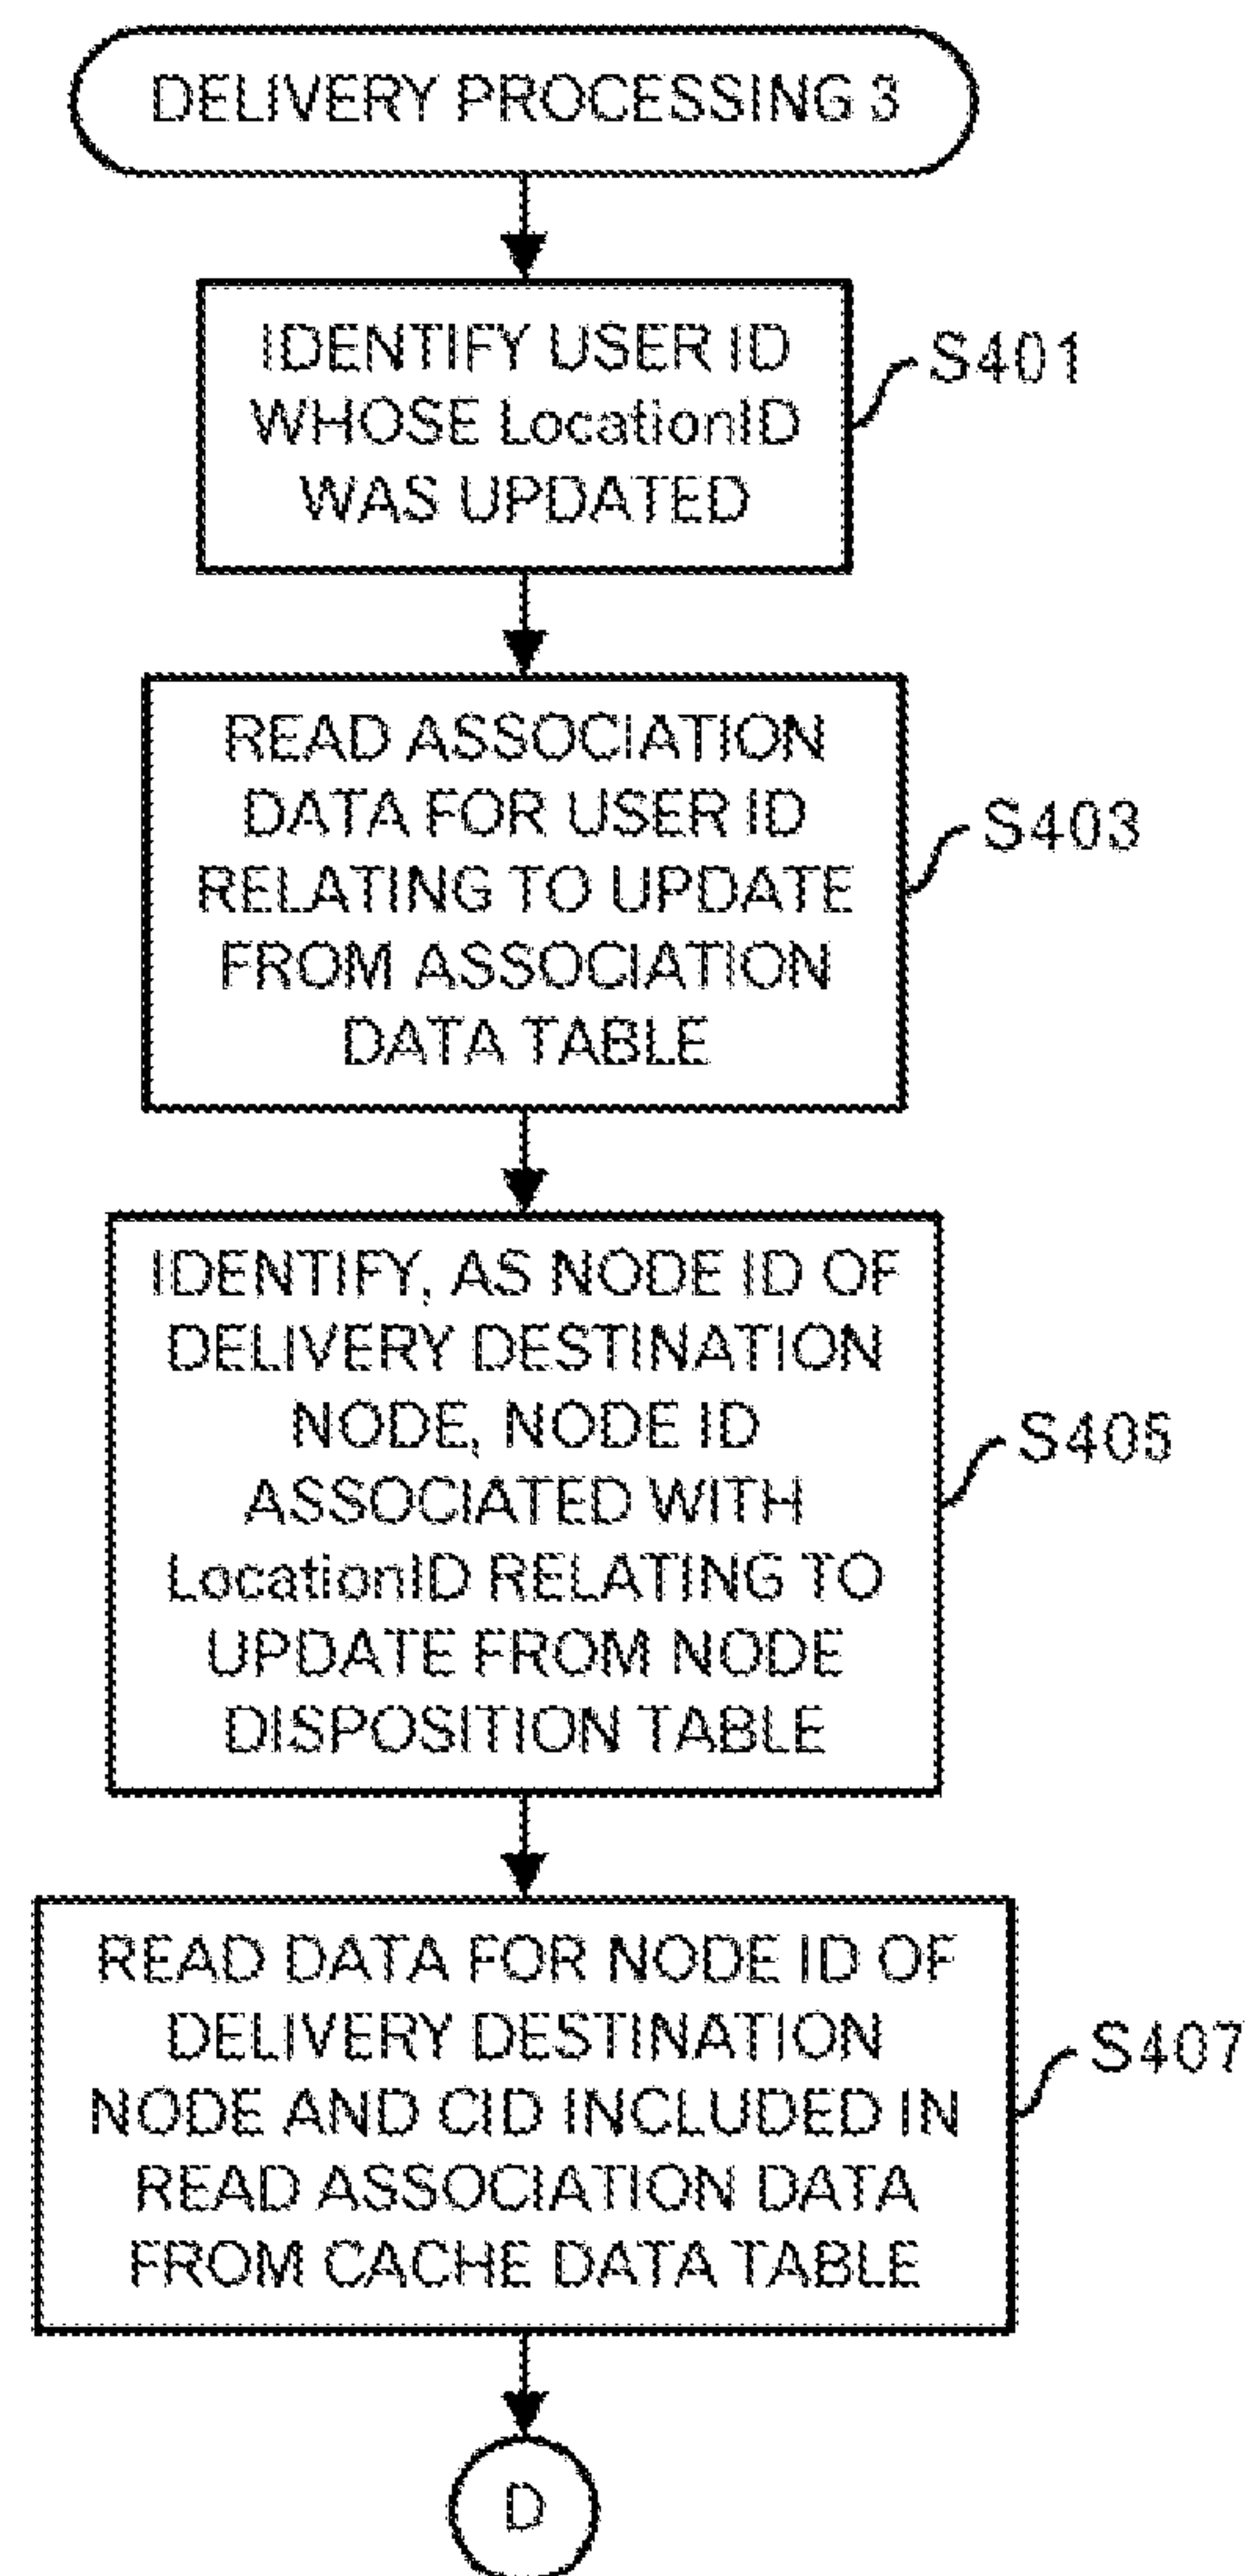 DELIVERY PROCESSING 3
IDENTIFY USER ID
WHOSE LocationID
WAS UPDATED
S401
READ ASSOCIATION
DATA FOR USER ID
RELATING TO UPDATE
FROM ASSOCIATION
DATA TABLE
S403
IDENTIFY, AS NODE ID OF
DELIVERY DESTINATION
NODE, NODE ID
ASSOCIATED WITH
LocationID RELATING TO
UPDATE FROM NODE
DISPOSITION TABLE
S405
READ DATA FOR NODE ID OF
DELIVERY DESTINATION
NODE AND CID INCLUDED IN
READ ASSOCIATION DATA
FROM CACHE DATA TABLE
S407
D